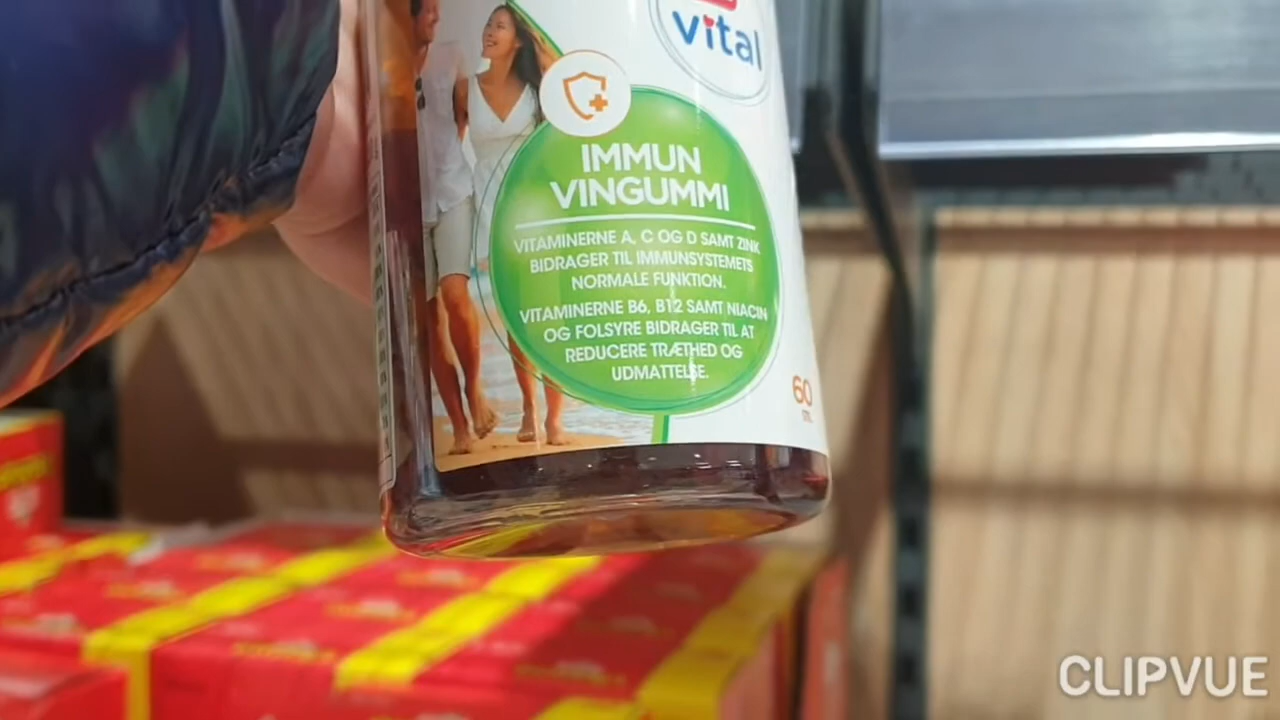 vital
IMMUN
VINGUMMI
VITAMINERNE A, C OG D SAMT ZINK
BIDRAGER TIL IMMUNSYSTEMETS
NORMALE FUNKTION.
VITAMINERNE B6, B12 SAMT NIACIN
OG FOLSYRE BIDRAGER TIL AT
REDUCERE TRÆTHED OG
UDMATTELSE.
60
CLIPVUE